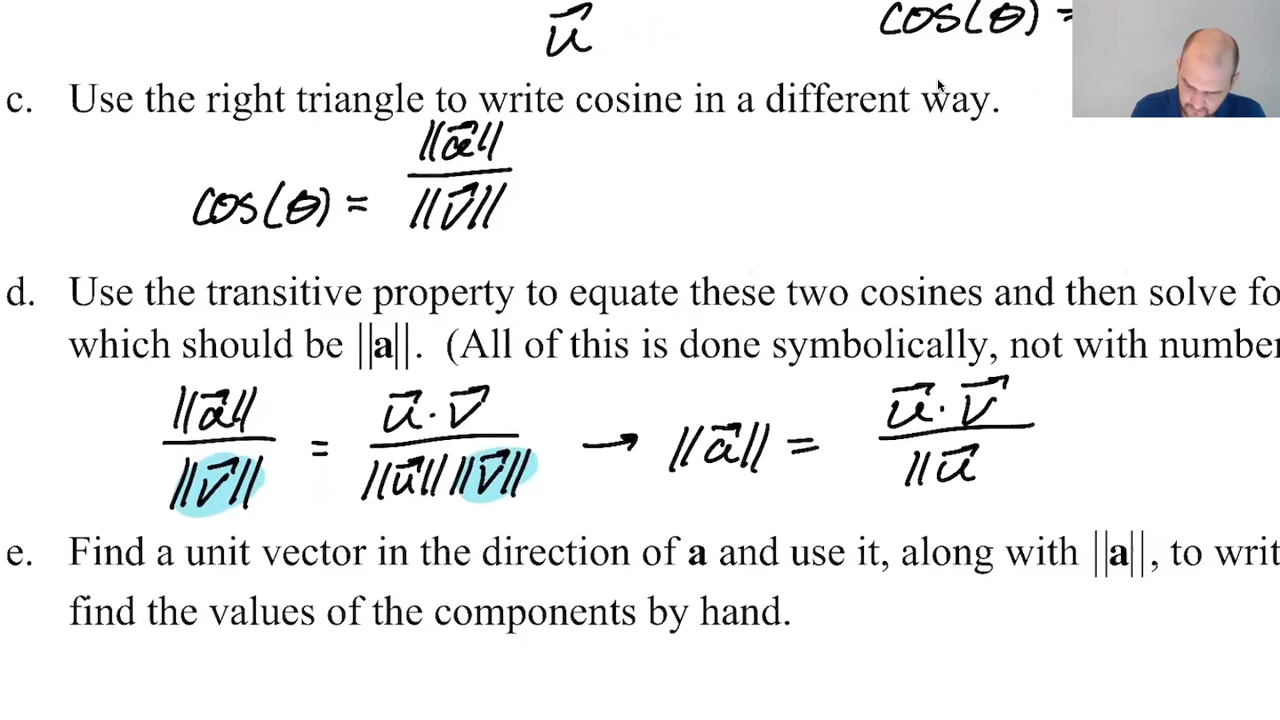 u⃗ cos(θ) =
c. Use the right triangle to write cosine in a different way.
cos(θ) = ||a⃗|| / ||v⃗||
d. Use the transitive property to equate these two cosines and then solve fo
which should be ||a||. (All of this is done symbolically, not with number
||a⃗|| / ||v⃗|| = u⃗ · v⃗ / ||u⃗|| ||v⃗|| → ||a⃗|| = u⃗ · v⃗ / ||u⃗
e. Find a unit vector in the direction of a and use it, along with ||a||, to writ
find the values of the components by hand.